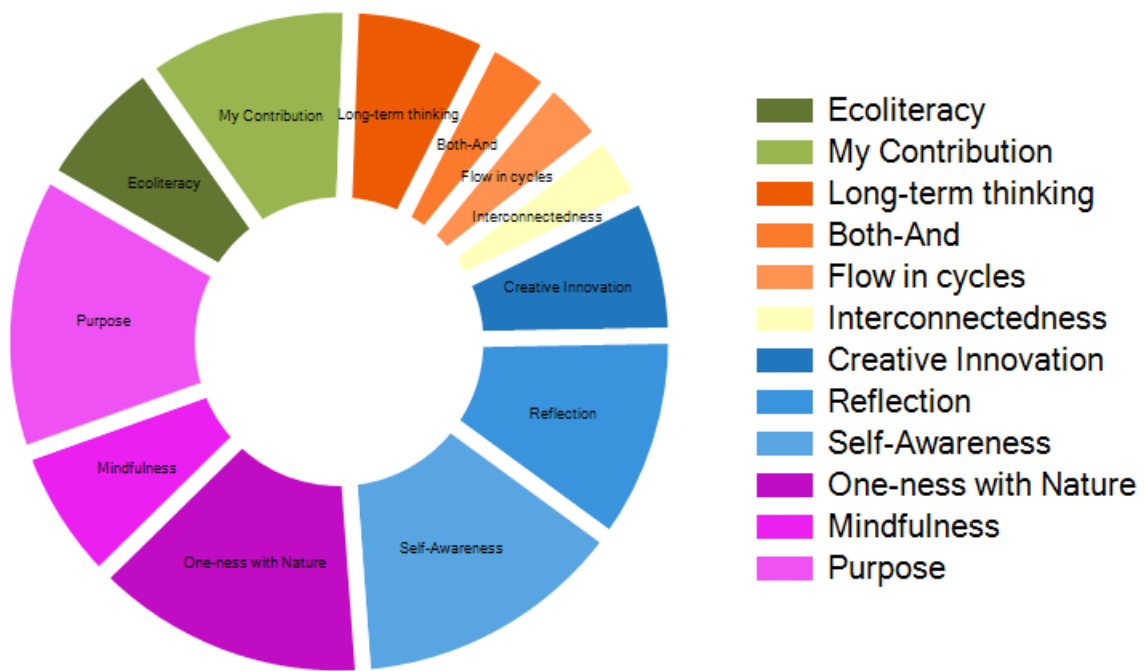 My Contribution
Long-term thinking
Both-And
Flow in cycles
Interconnectedness
Ecoliteracy
Creative Innovation
Purpose
Reflection
Mindfulness
Self-Awareness
One-ness with Nature
Ecoliteracy
My Contribution
Long-term thinking
Both-And
Flow in cycles
Interconnectedness
Creative Innovation
Reflection
Self-Awareness
One-ness with Nature
Mindfulness
Purpose